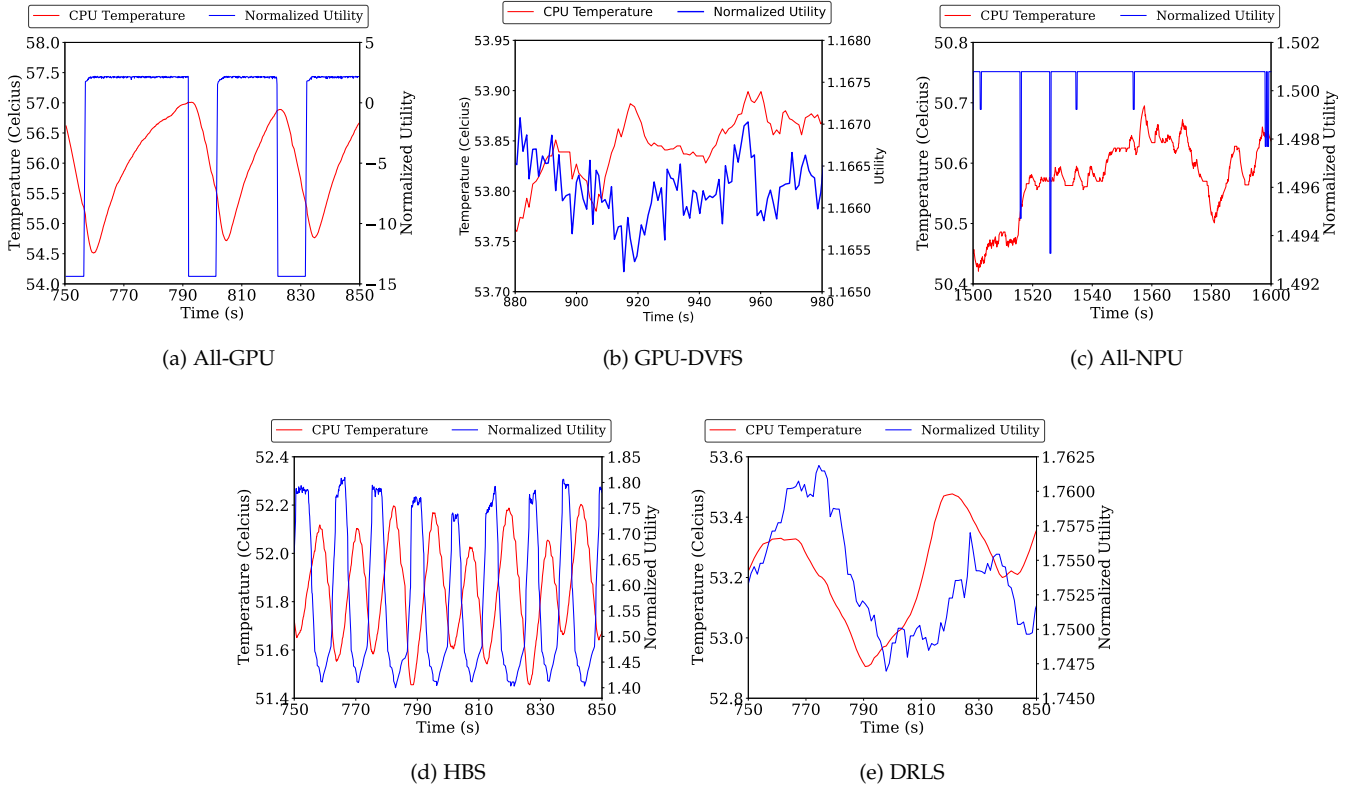 CPU Temperature Normalized Utility
58.0
57.5
57.0
56.5
56.0
55.5
55.0
54.5
54.0
Temperature (Celcius)
5
0
−5
−10
−15
Normalized Utility
750 770 790 810 830 850
Time (s)
(a) All-GPU
CPU Temperature Normalized Utility
53.95
53.90
53.85
53.80
53.75
53.70
Temperature (Celcius)
1.1680
1.1675
1.1670
1.1665
1.1660
1.1655
1.1650
Utility
880 900 920 940 960 980
Time (s)
(b) GPU-DVFS
CPU Temperature Normalized Utility
50.8
50.7
50.6
50.5
50.4
Temperature (Celcius)
1.502
1.500
1.498
1.496
1.494
1.492
Normalized Utility
1500 1520 1540 1560 1580 1600
Time (s)
(c) All-NPU
CPU Temperature Normalized Utility
52.4
52.2
52.0
51.8
51.6
51.4
Temperature (Celcius)
1.85
1.80
1.75
1.70
1.65
1.60
1.55
1.50
1.45
1.40
Normalized Utility
750 770 790 810 830 850
Time (s)
(d) HBS
CPU Temperature Normalized Utility
53.6
53.4
53.2
53.0
52.8
Temperature (Celcius)
1.7625
1.7600
1.7575
1.7550
1.7525
1.7500
1.7475
1.7450
Normalized Utility
750 770 790 810 830 850
Time (s)
(e) DRLS